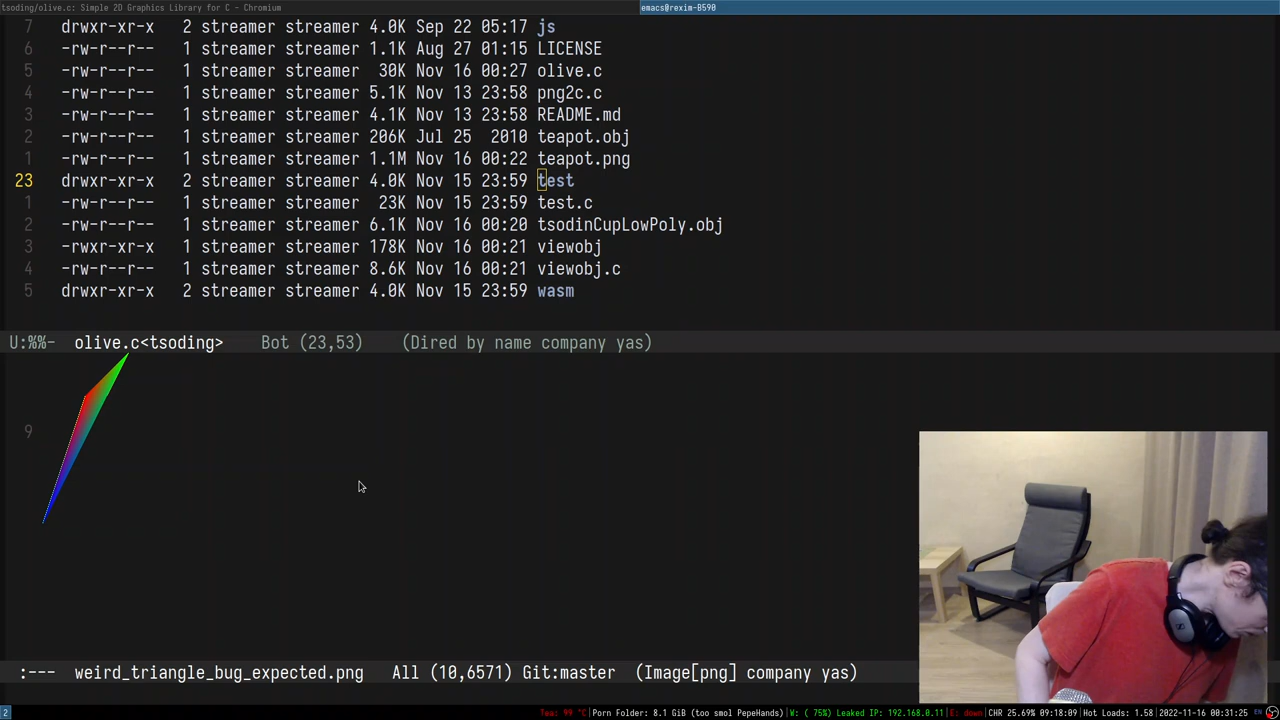 tsoding/olive.c: Simple 2D Graphics Library for C - Chromium
emacs@rexim-B590
7 drwxr-xr-x 2 streamer streamer 4.0K Sep 22 05:17 js
6 -rw-r--r-- 1 streamer streamer 1.1K Aug 27 01:15 LICENSE
5 -rw-r--r-- 1 streamer streamer 30K Nov 16 00:27 olive.c
4 -rw-r--r-- 1 streamer streamer 5.1K Nov 13 23:58 png2c.c
3 -rw-r--r-- 1 streamer streamer 4.1K Nov 13 23:58 README.md
2 -rw-r--r-- 1 streamer streamer 206K Jul 25 2010 teapot.obj
1 -rw-r--r-- 1 streamer streamer 1.1M Nov 16 00:22 teapot.png
23 drwxr-xr-x 2 streamer streamer 4.0K Nov 15 23:59 test
1 -rw-r--r-- 1 streamer streamer 23K Nov 15 23:59 test.c
2 -rw-r--r-- 1 streamer streamer 6.1K Nov 16 00:20 tsodinCupLowPoly.obj
3 -rwxr-xr-x 1 streamer streamer 178K Nov 16 00:21 viewobj
4 -rw-r--r-- 1 streamer streamer 8.6K Nov 16 00:21 viewobj.c
5 drwxr-xr-x 2 streamer streamer 4.0K Nov 15 23:59 wasm
U:%%- olive.c<tsoding> Bot (23,53) (Dired by name company yas)
9
:--- weird_triangle_bug_expected.png All (10,6571) Git:master (Image[png] company yas)
2 Tea: 99 °C|Porn Folder: 8.1 GiB (too smol PepeHands)|W: ( 75%) Leaked IP: 192.168.0.11|E: down|CHR 25.69% 09:18:09|Hot Loads: 1.58|2022-11-16 00:31:25 EN